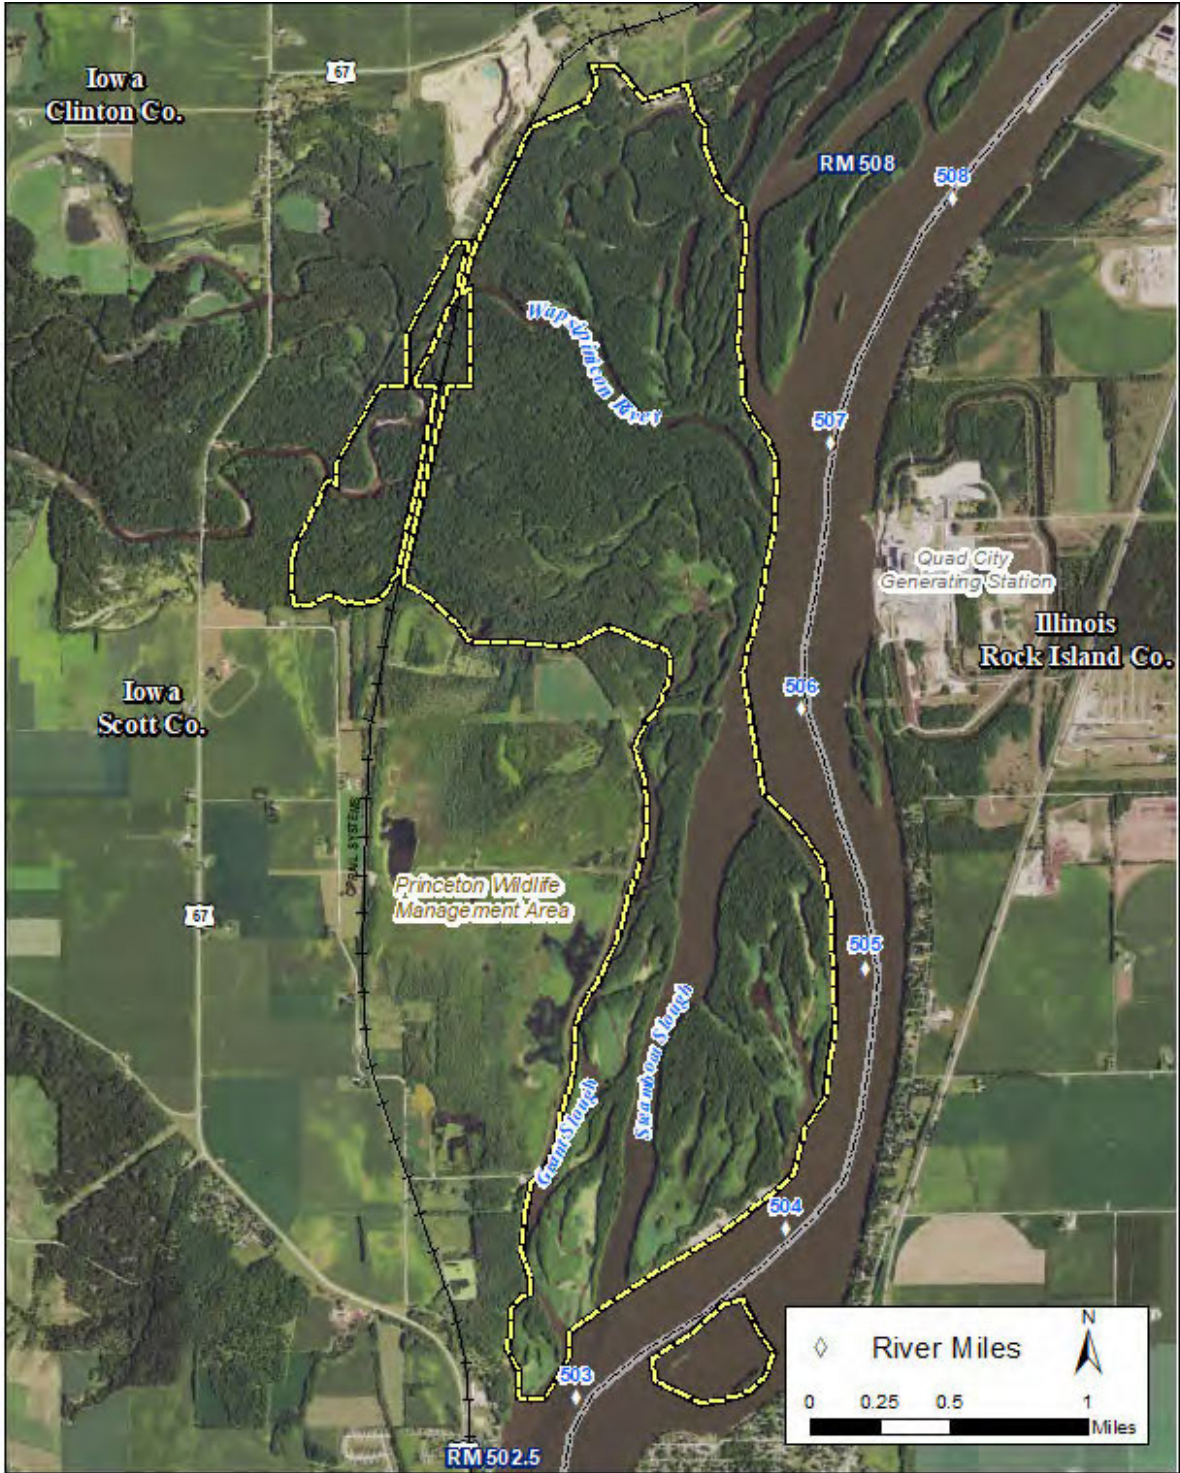 67
Iowa
Clinton Co.
RM 508
508
Wapsipinicon River
507
Quad City
Generating Station
Illinois
Rock Island Co.
506
Iowa
Scott Co.
CPRAIL SYSTEMS
Princeton Wildlife
Management Area
67
505
Steamboat Slough
Grant Slough
504
N
River Miles
503
0 0.25 0.5 1
Miles
RM 502.5